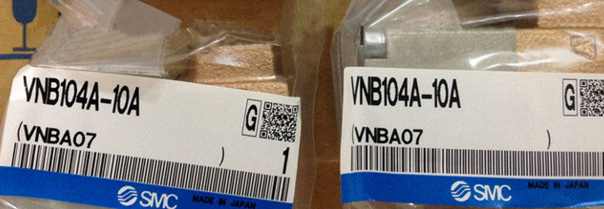 VNB104A-10A
G
(VNBA07 )
1
SMC
MADE IN JAPAN
VNB104A-10A
G
(VNBA07 )
SMC
MADE IN JAPAN